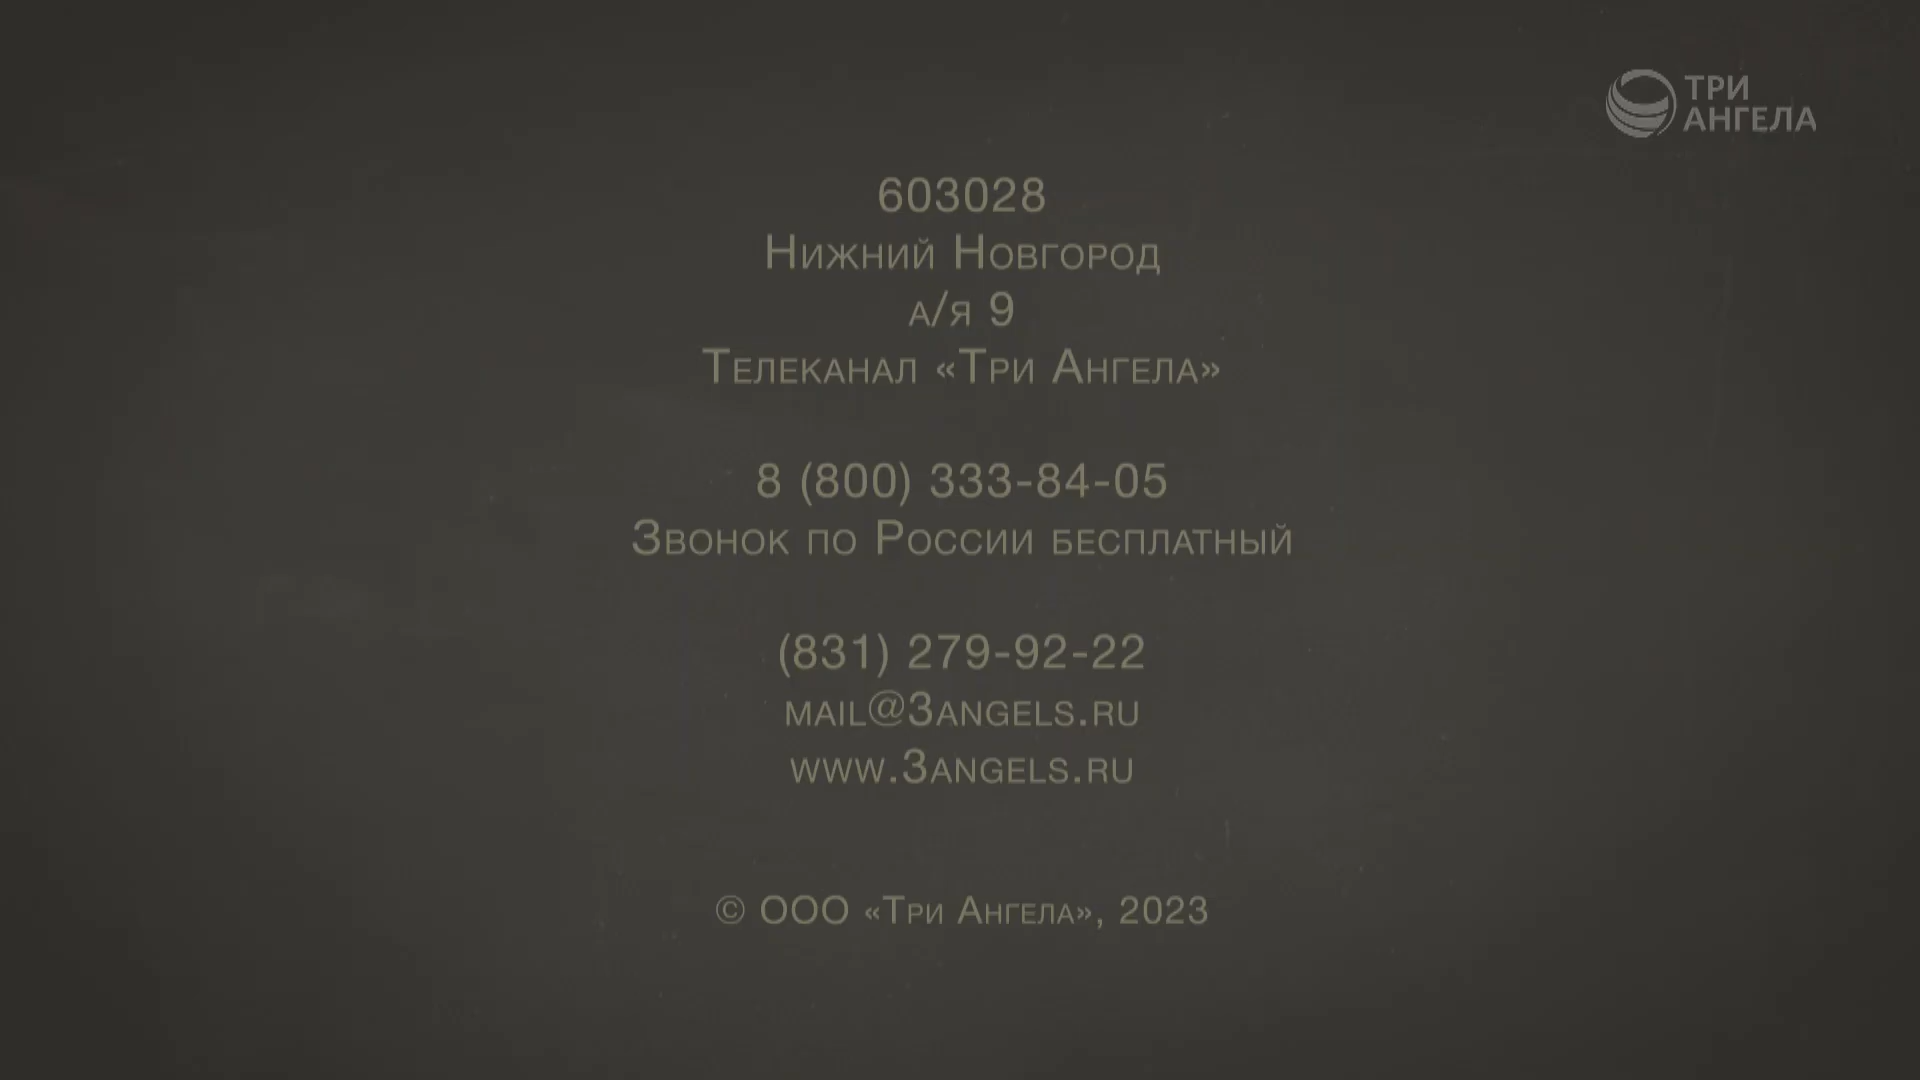 ТРИ
АНГЕЛА
603028
Нижний Новгород
а/я 9
Телеканал «Три Ангела»
8 (800) 333-84-05
Звонок по России бесплатный
(831) 279-92-22
mail@3angels.ru
www.3angels.ru
© ООО «Три Ангела», 2023